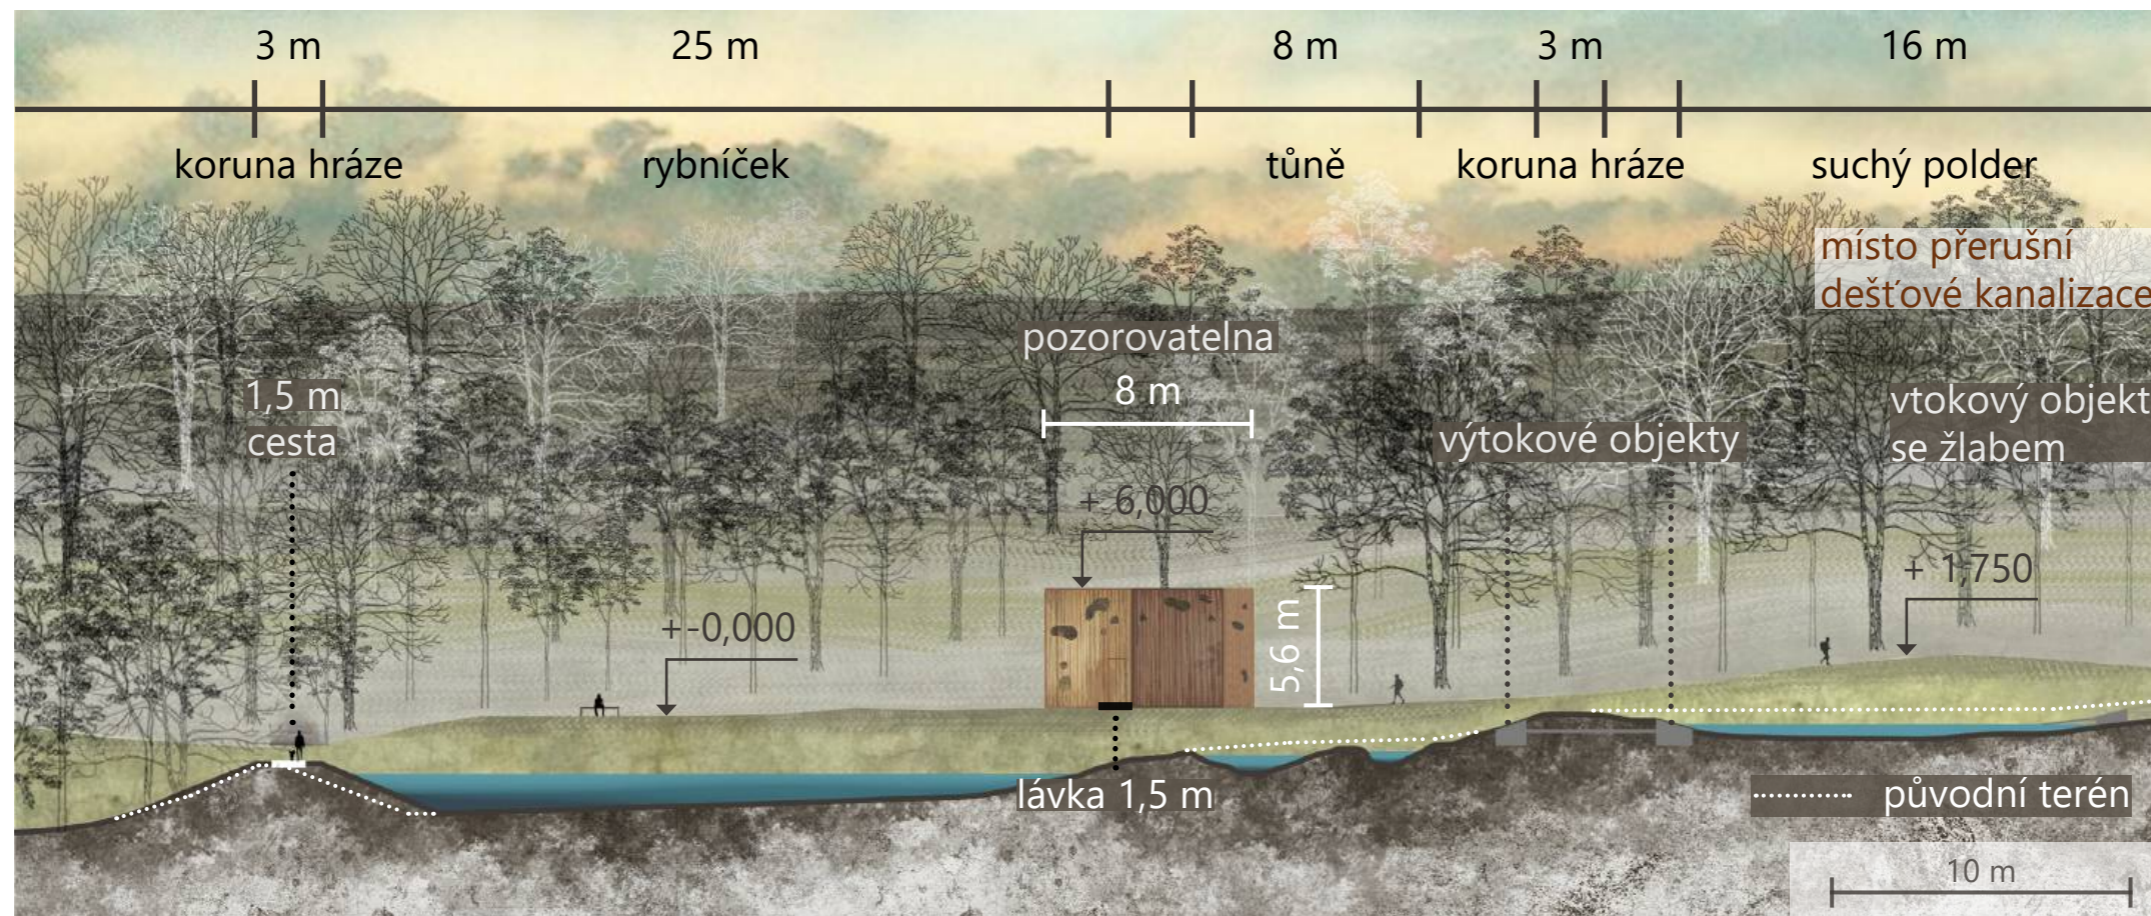 3 m
25 m
8 m
3 m
16 m
koruna hráze
rybníček
tůně
koruna hráze
suchý polder
místo přerušní
dešťové kanalizace
pozorovatelna
8 m
1,5 m
cesta
výtokové objekty
vtokový objekt
se žlabem
+ 6,000
+ 1,750
+-0,000
5,6 m
lávka 1,5 m
původní terén
10 m